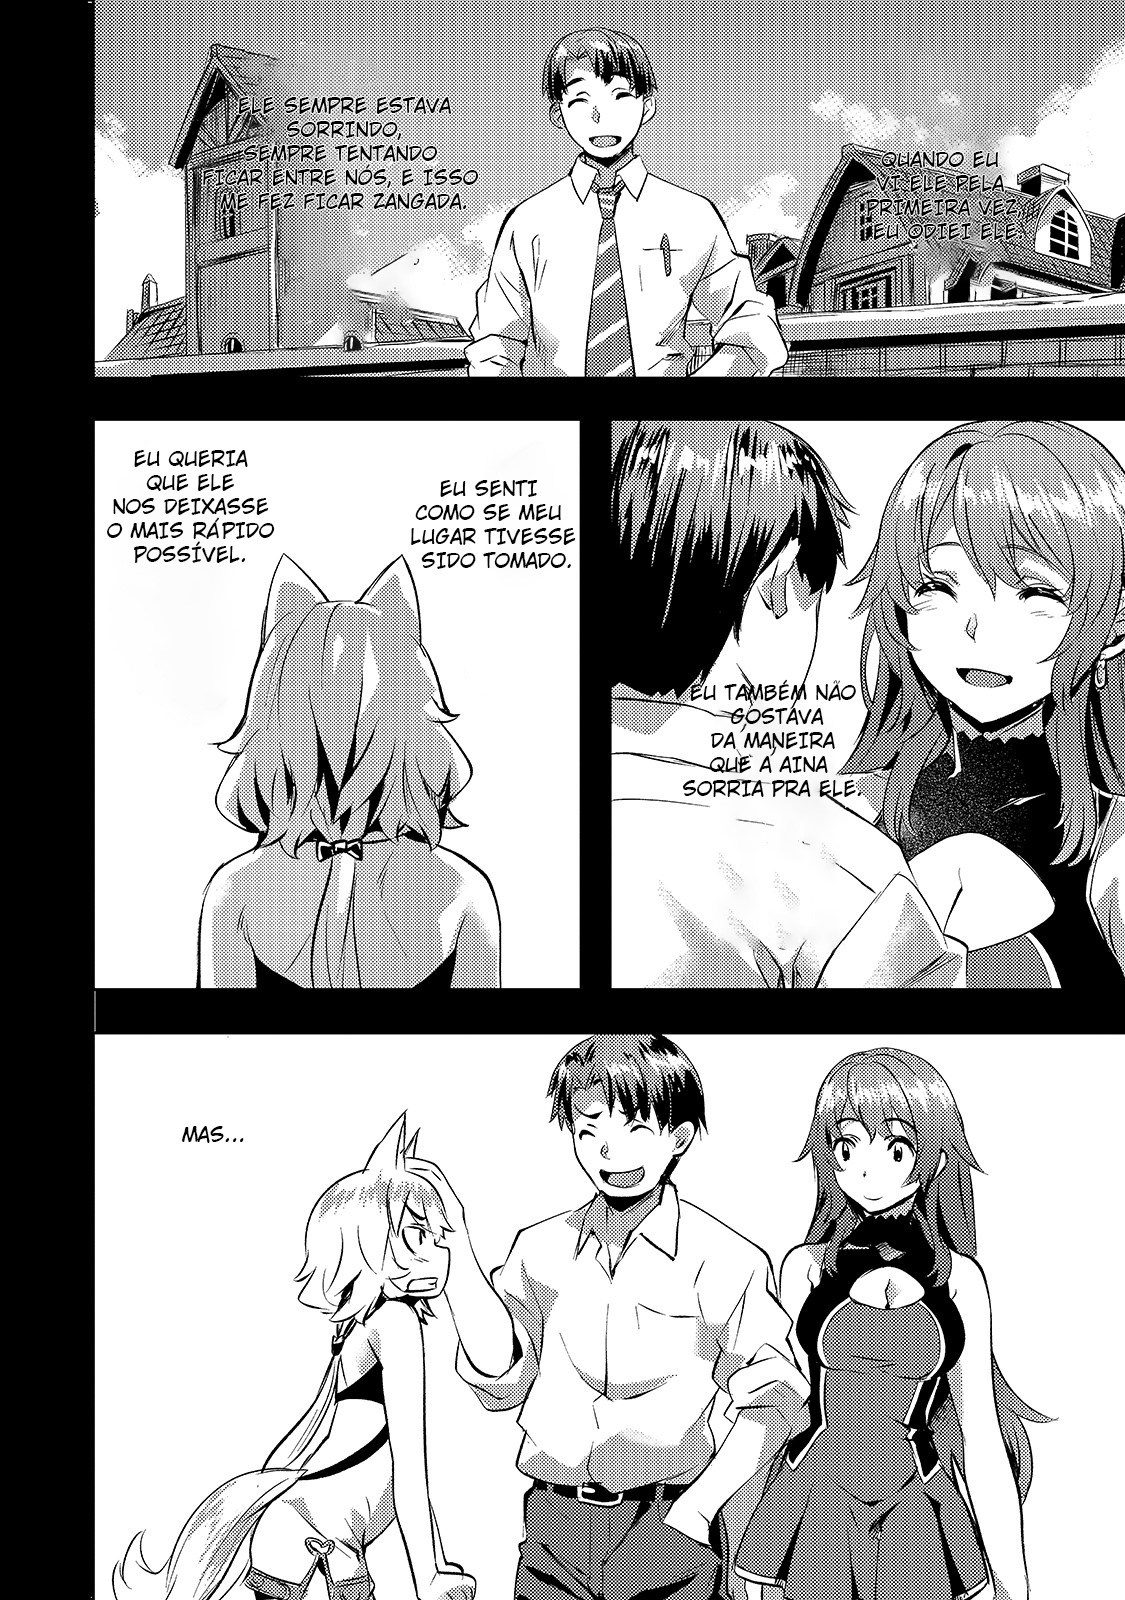 QUANDO EU
VI ELE PELA
PRIMEIRA VEZ,
EU ODIEI ELE.
ELE SEMPRE ESTAVA
SORRINDO,
SEMPRE TENTANDO
FICAR ENTRE NÓS, E ISSO
ME FEZ FICAR ZANGADA.
EU TAMBÉM NÃO
GOSTAVA
DA MANEIRA
QUE A AINA
SORRIA PRA ELE.
EU SENTI
COMO SE MEU
LUGAR TIVESSE
SIDO TOMADO.
EU QUERIA
QUE ELE
NOS DEIXASSE
O MAIS RÁPIDO
POSSÍVEL.
MAS...